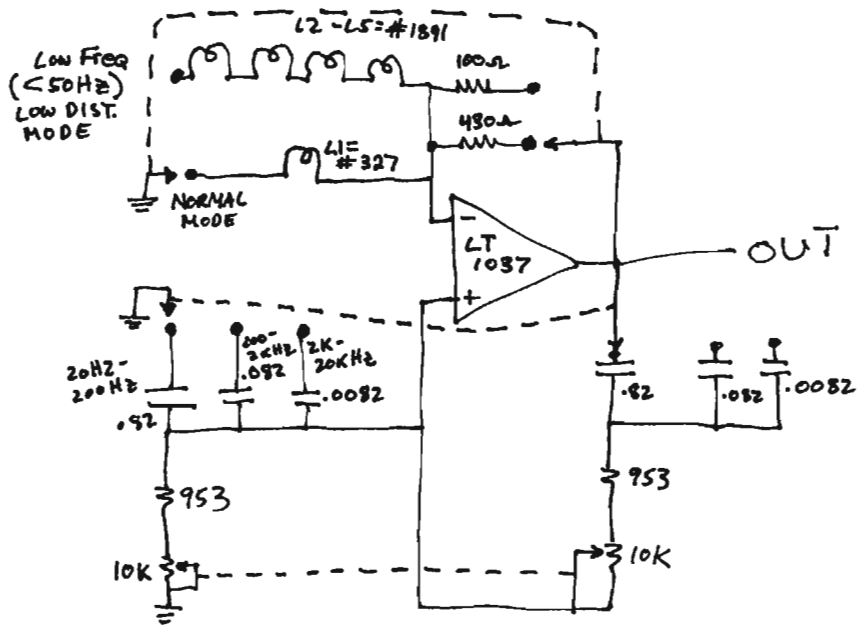 L2-L5=#1891
LOW FREQ
(<50HZ)
LOW DIST.
MODE
100Ω
430Ω
L1=
#327
NORMAL
MODE
-
LT
1037
+
OUT
20HZ-
200HZ
.82
200-
2KHZ
.082
2K-
20KHZ
.0082
.82
.082
.0082
953
953
10K
10K